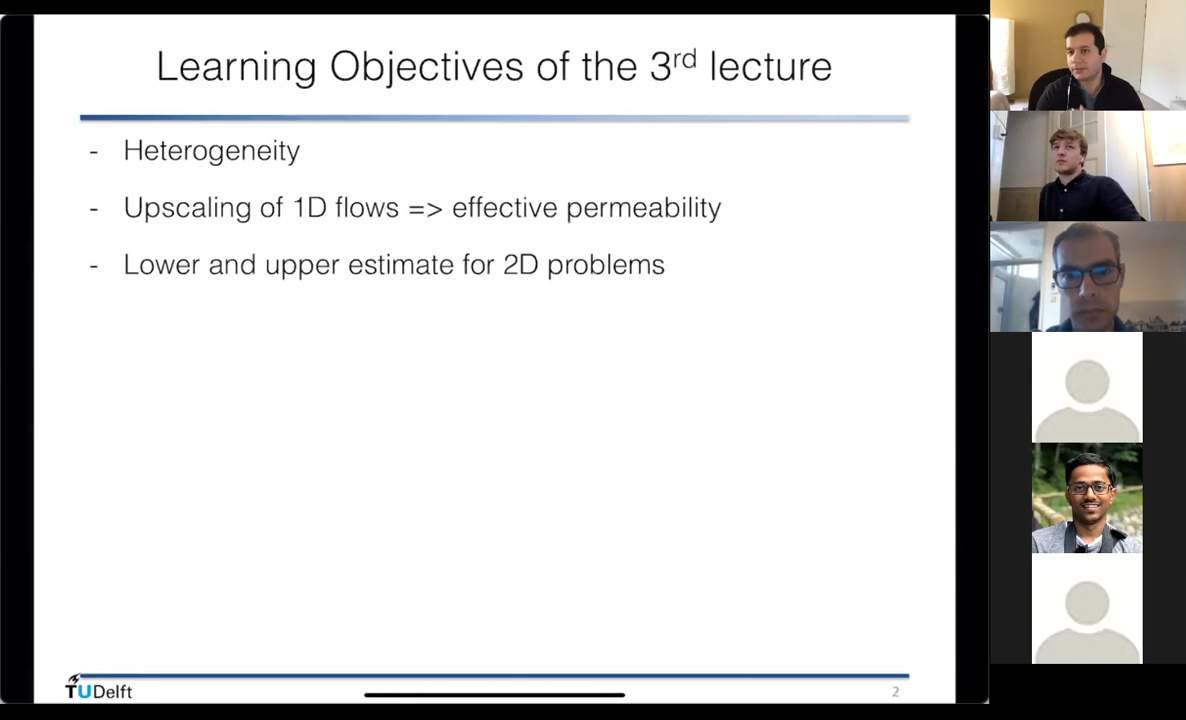 Learning Objectives of the 3rd lecture
- Heterogeneity
- Upscaling of 1D flows => effective permeability
- Lower and upper estimate for 2D problems
TUDelft
2